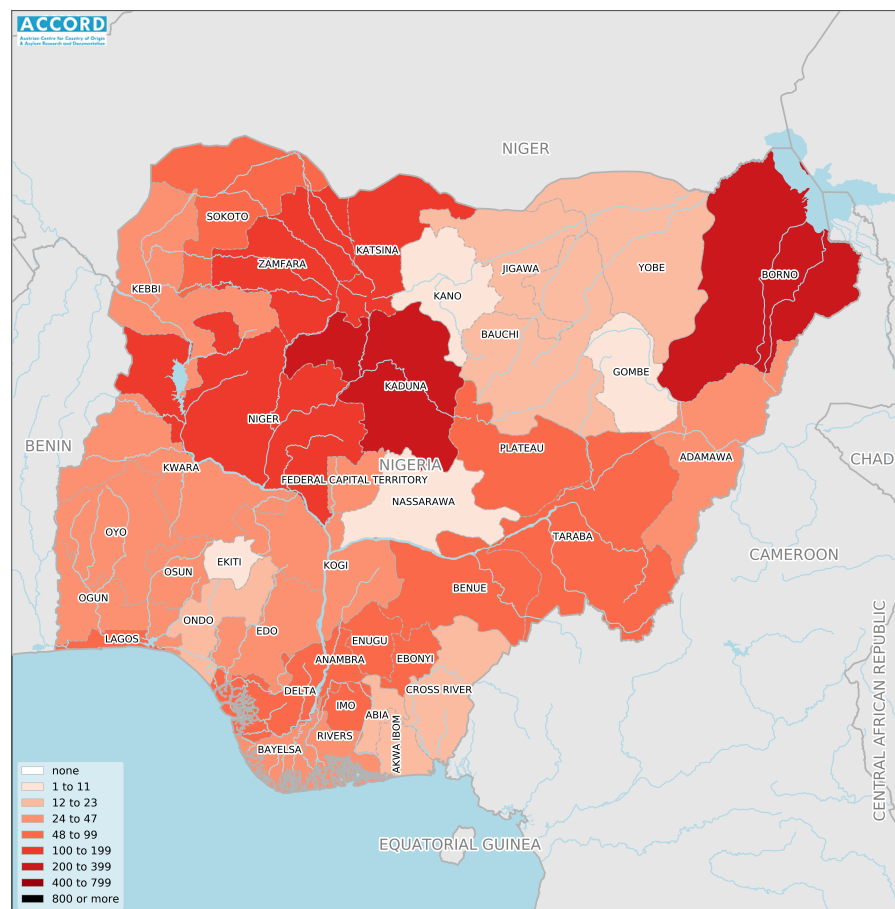 ACCORD
Austrian Centre for Country of Origin
& Asylum Research and Documentation
NIGER
SOKOTO
KATSINA
ZAMFARA
JIGAWA
YOBE
BORNO
KEBBI
KANO
BAUCHI
GOMBE
KADUNA
NIGER
BENIN
PLATEAU
ADAMAWA
CHAD
KWARA
NIGERIA
FEDERAL CAPITAL TERRITORY
NASSARAWA
OYO
TARABA
CAMEROON
EKITI
KOGI
OSUN
BENUE
OGUN
ONDO
EDO
LAGOS
ENUGU
ANAMBRA
EBONYI
CENTRAL AFRICAN REPUBLIC
DELTA
CROSS RIVER
IMO
ABIA
AKWA IBOM
RIVERS
BAYELSA
EQUATORIAL GUINEA
none
1 to 11
12 to 23
24 to 47
48 to 99
100 to 199
200 to 399
400 to 799
800 or more